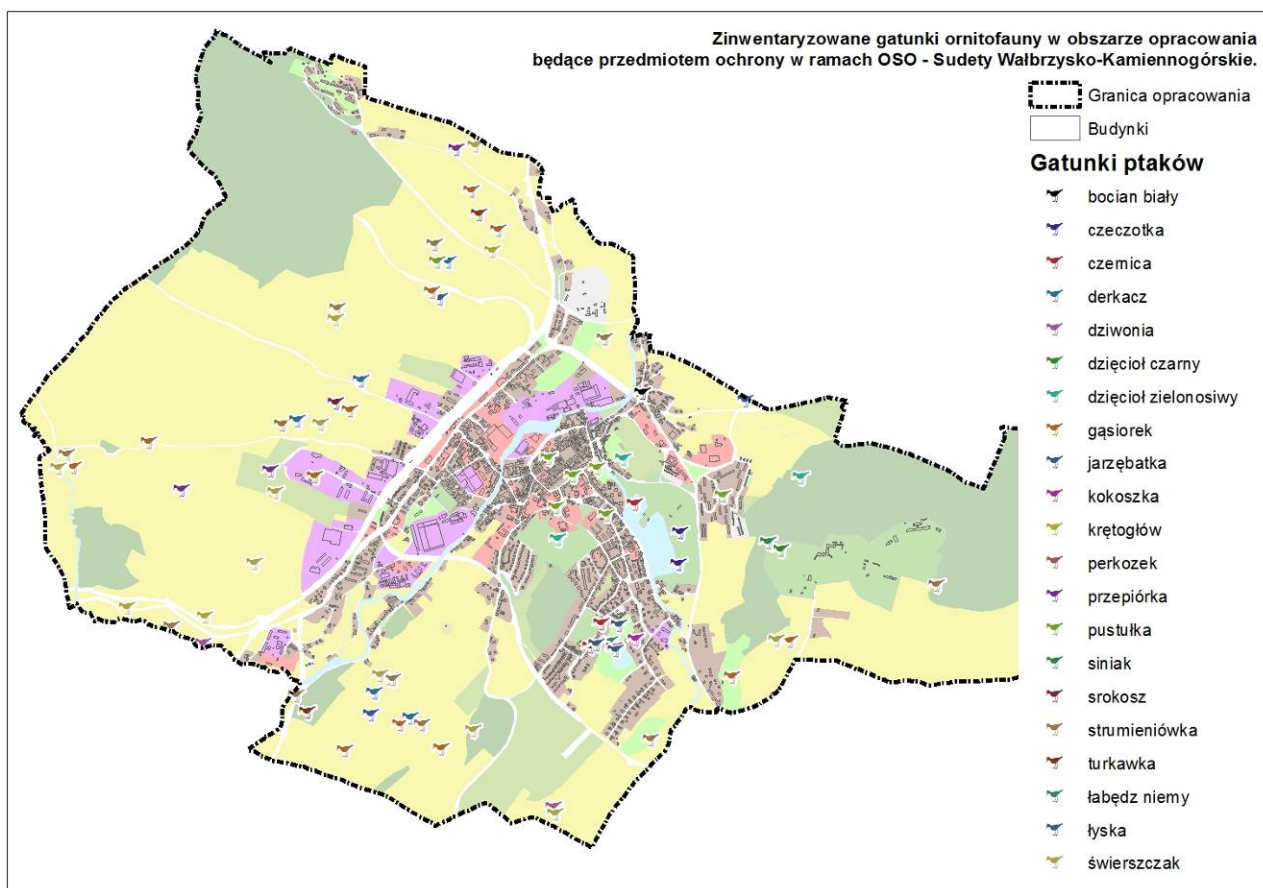 Zinwentaryzowane gatunki ornitofauny w obszarze opracowania
będące przedmiotem ochrony w ramach OSO - Sudety Wałbrzysko-Kamiennogórskie.
Granica opracowania
Budynki
Gatunki ptaków
bocian biały
czeczotka
czernica
derkacz
dziwonia
dzięcioł czarny
dzięcioł zielonosiwy
gąsiorek
jarzębatka
kokoszka
krętogłów
perkozek
przepiórka
pustułka
siniak
srokosz
strumieniówka
turkawka
łabędz niemy
łyska
świerszczak